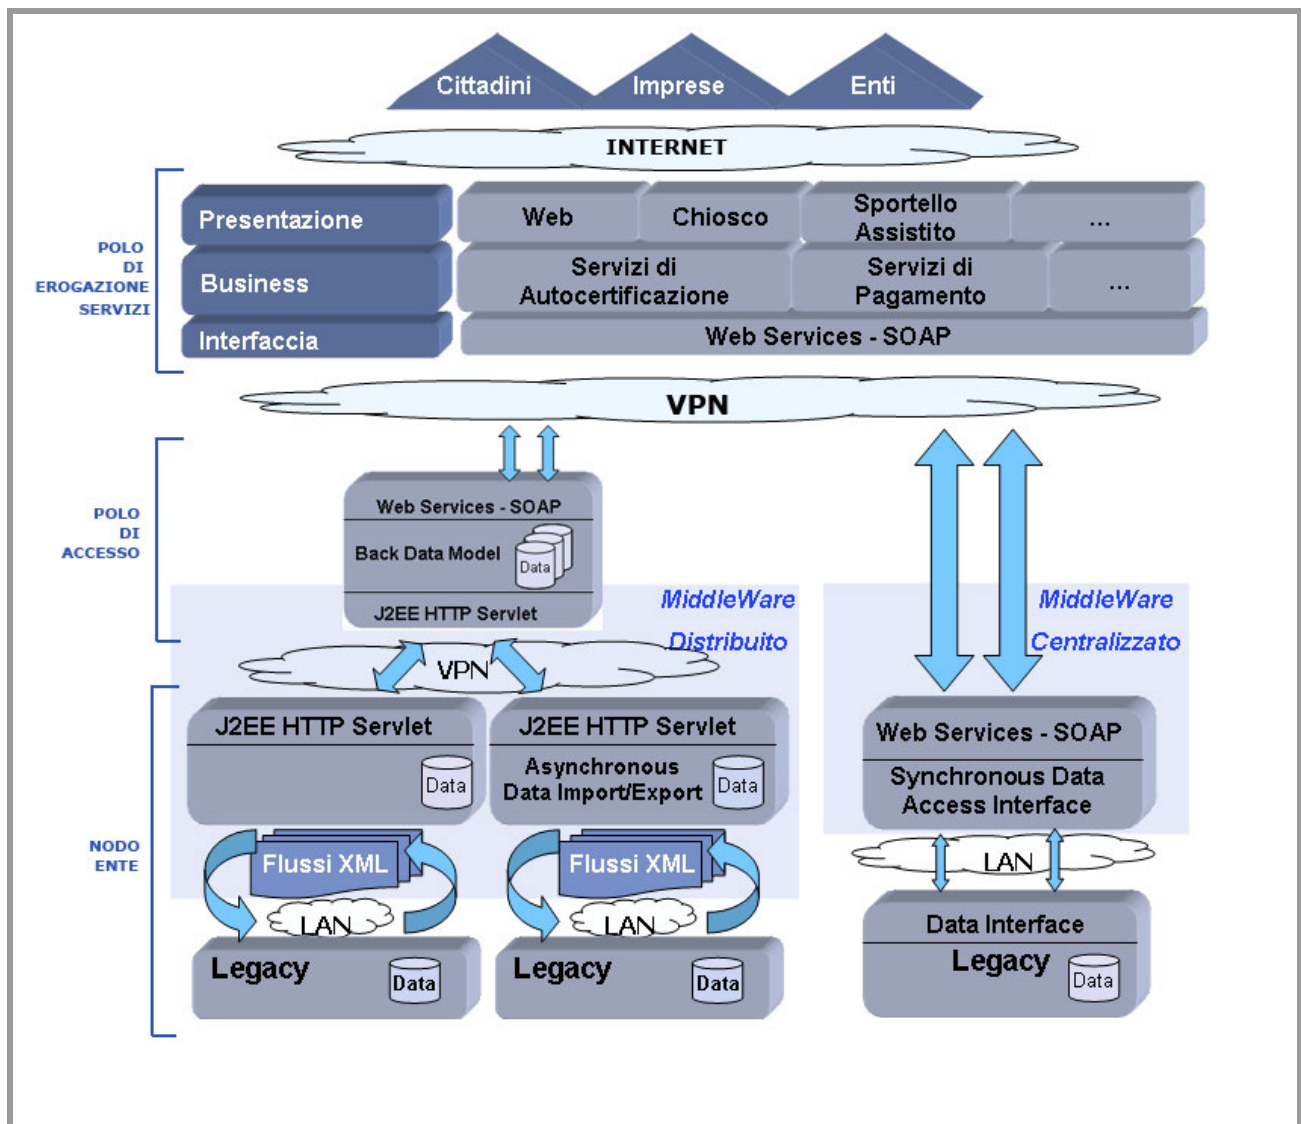 Cittadini
Imprese
Enti
INTERNET
POLO
DI
EROGAZIONE
SERVIZI
Presentazione
Web
Chiosco
Sportello
Assistito
...
Business
Servizi di
Autocertificazione
Servizi di
Pagamento
...
Interfaccia
Web Services - SOAP
VPN
POLO
DI
ACCESSO
Web Services - SOAP
Back Data Model
Data
J2EE HTTP Servlet
MiddleWare
Distribuito
MiddleWare
Centralizzato
VPN
NODO
ENTE
J2EE HTTP Servlet
Data
J2EE HTTP Servlet
Asynchronous
Data Import/Export
Data
Web Services - SOAP
Synchronous Data
Access Interface
Flussi XML
Flussi XML
LAN
LAN
LAN
Legacy
Data
Legacy
Data
Data Interface
Legacy
Data